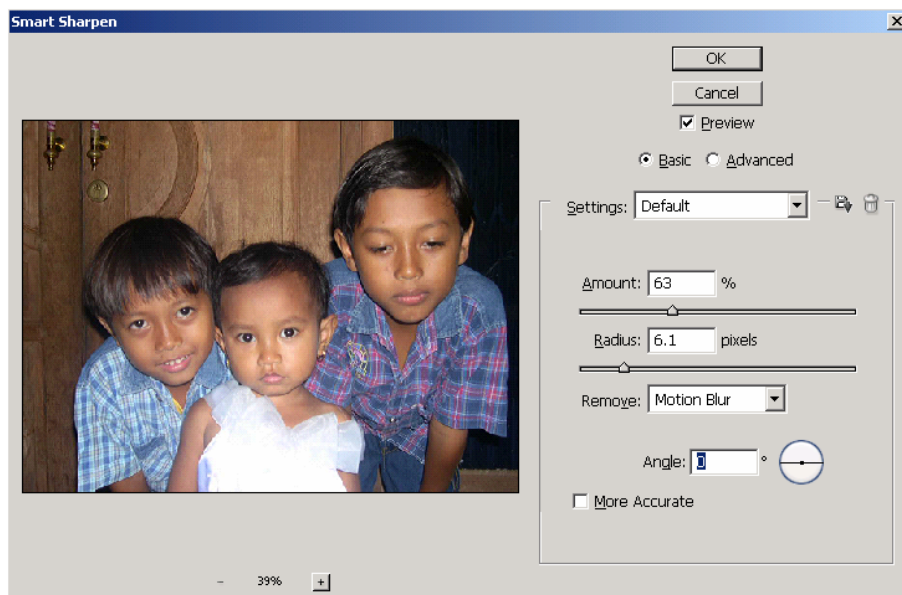 Smart Sharpen
OK
Cancel
Preview
Basic Advanced
Settings: Default
Amount: 63 %
Radius: 6.1 pixels
Remove: Motion Blur
Angle: 0 °
More Accurate
- 39% +